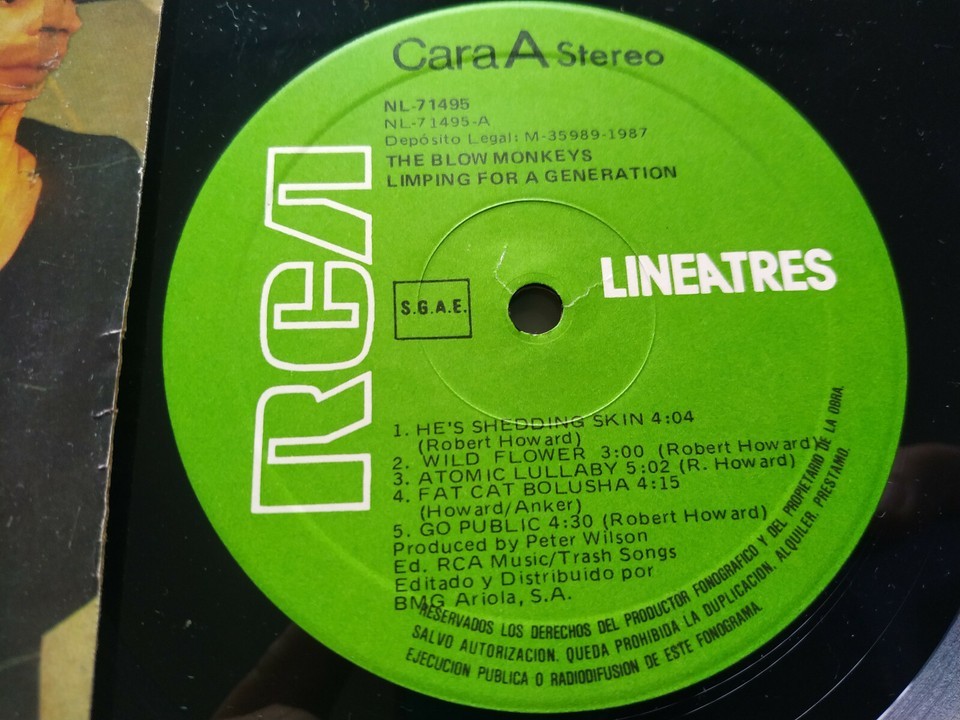 Cara A Stereo
NL-71495
NL-71495-A
Depósito Legal: M-35989-1987
THE BLOW MONKEYS
LIMPING FOR A GENERATION
RCA
LINEATRES
S.G.A.E.
1. HE'S SHEDDING SKIN 4:04
(Robert Howard)
2. WILD FLOWER 3:00 (Robert Howard)
3. ATOMIC LULLABY 5:02 (R. Howard)
4. FAT CAT BOLUSHA 4:15
(Howard/Anker)
5. GO PUBLIC 4:30 (Robert Howard)
Produced by Peter Wilson
Ed. RCA Music/Trash Songs
Editado y Distribuido por
BMG Ariola, S.A.
RESERVADOS LOS DERECHOS DEL PRODUCTOR FONOGRAFICO Y DEL PROPIETARIO DE LA OBRA.
SALVO AUTORIZACION. QUEDA PROHIBIDA LA DUPLICACION. ALQUILER. PRESTAMO.
EJECUCION PUBLICA O RADIODIFUSION DE ESTE FONOGRAMA